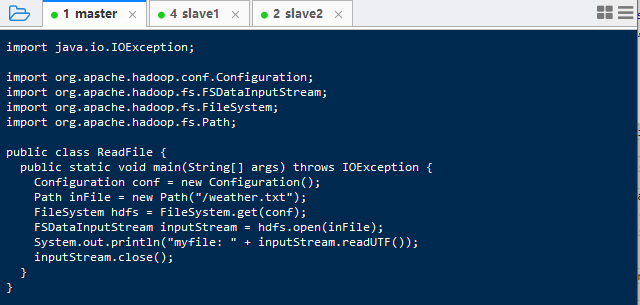 1 master
4 slave1
2 slave2
import java.io.IOException;
import org.apache.hadoop.conf.Configuration;
import org.apache.hadoop.fs.FSDataInputStream;
import org.apache.hadoop.fs.FileSystem;
import org.apache.hadoop.fs.Path;
public class ReadFile {
public static void main(String[] args) throws IOException {
Configuration conf = new Configuration();
Path inFile = new Path("/weather.txt");
FileSystem hdfs = FileSystem.get(conf);
FSDataInputStream inputStream = hdfs.open(inFile);
System.out.println("myfile: " + inputStream.readUTF());
inputStream.close();
}
}